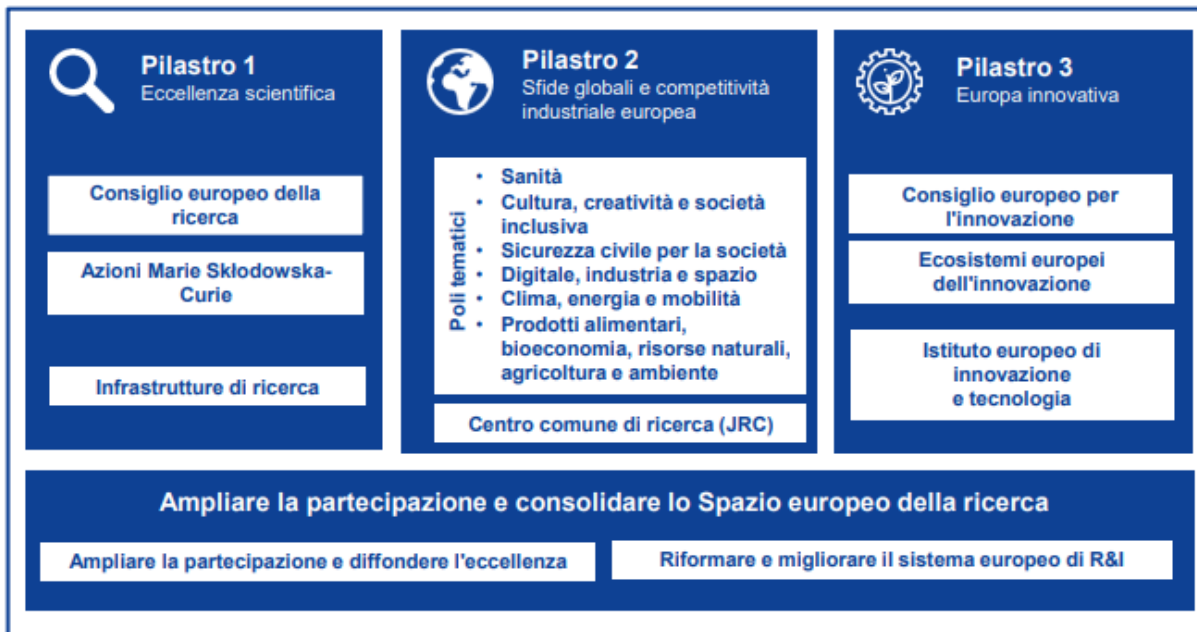 Pilastro 1
Eccellenza scientifica
Consiglio europeo della
ricerca
Azioni Marie Skłodowska-
Curie
Infrastrutture di ricerca
Pilastro 2
Sfide globali e competitività
industriale europea
Poli tematici
• Sanità
• Cultura, creatività e società
inclusiva
• Sicurezza civile per la società
• Digitale, industria e spazio
• Clima, energia e mobilità
• Prodotti alimentari,
bioeconomia, risorse naturali,
agricoltura e ambiente
Centro comune di ricerca (JRC)
Pilastro 3
Europa innovativa
Consiglio europeo per
l'innovazione
Ecosistemi europei
dell'innovazione
Istituto europeo di
innovazione
e tecnologia
Ampliare la partecipazione e consolidare lo Spazio europeo della ricerca
Ampliare la partecipazione e diffondere l'eccellenza
Riformare e migliorare il sistema europeo di R&I